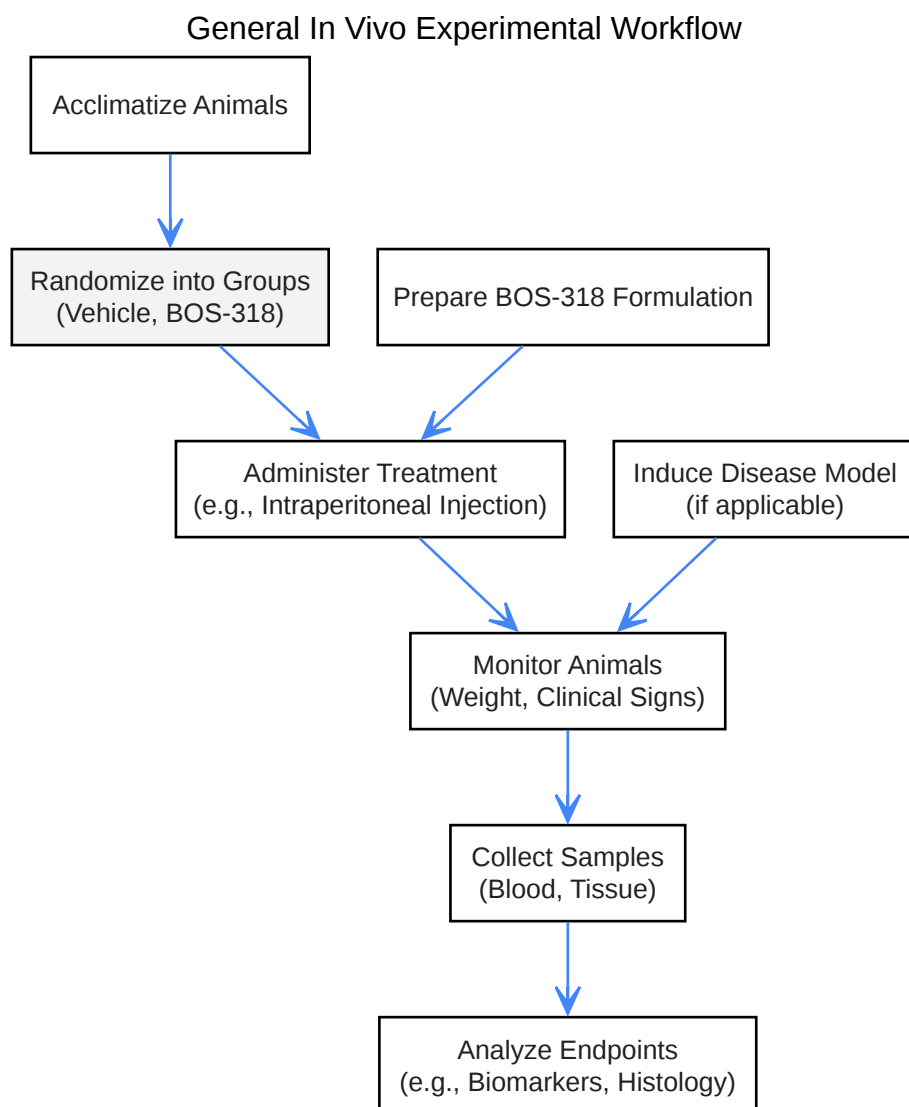 General In Vivo Experimental Workflow
Acclimatize Animals
Randomize into Groups
(Vehicle, BOS-318)
Prepare BOS-318 Formulation
Administer Treatment
(e.g., Intraperitoneal Injection)
Induce Disease Model
(if applicable)
Monitor Animals
(Weight, Clinical Signs)
Collect Samples
(Blood, Tissue)
Analyze Endpoints
(e.g., Biomarkers, Histology)